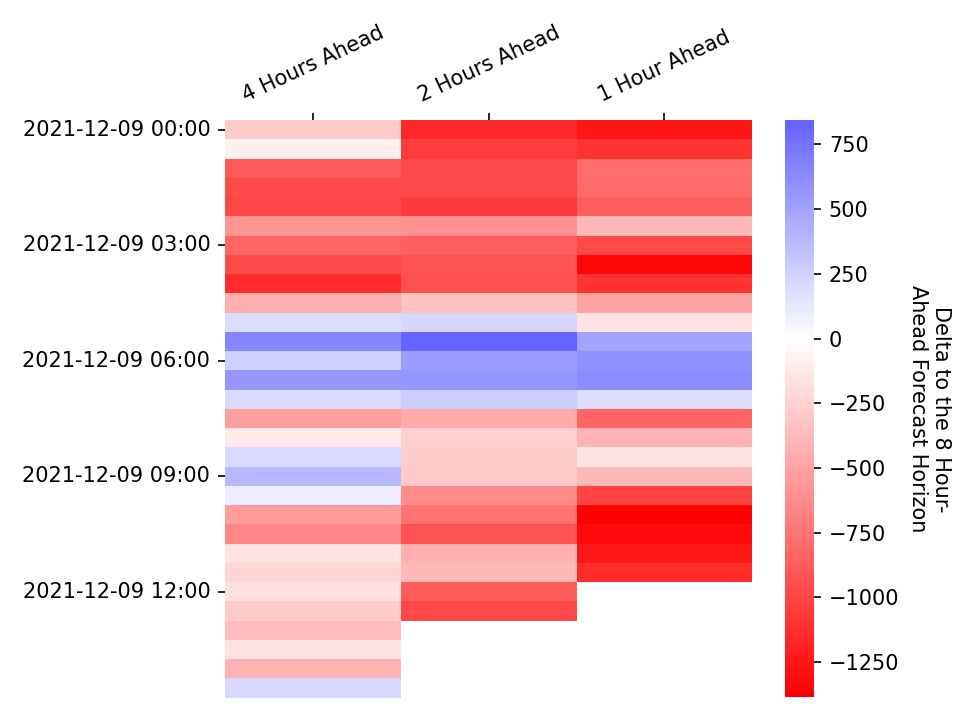 4 Hours Ahead
2 Hours Ahead
1 Hour Ahead
2021-12-09 00:00
2021-12-09 03:00
2021-12-09 06:00
2021-12-09 09:00
2021-12-09 12:00
750
500
250
0
−250
−500
−750
−1000
−1250
Delta to the 8 Hour-
Ahead Forecast Horizon